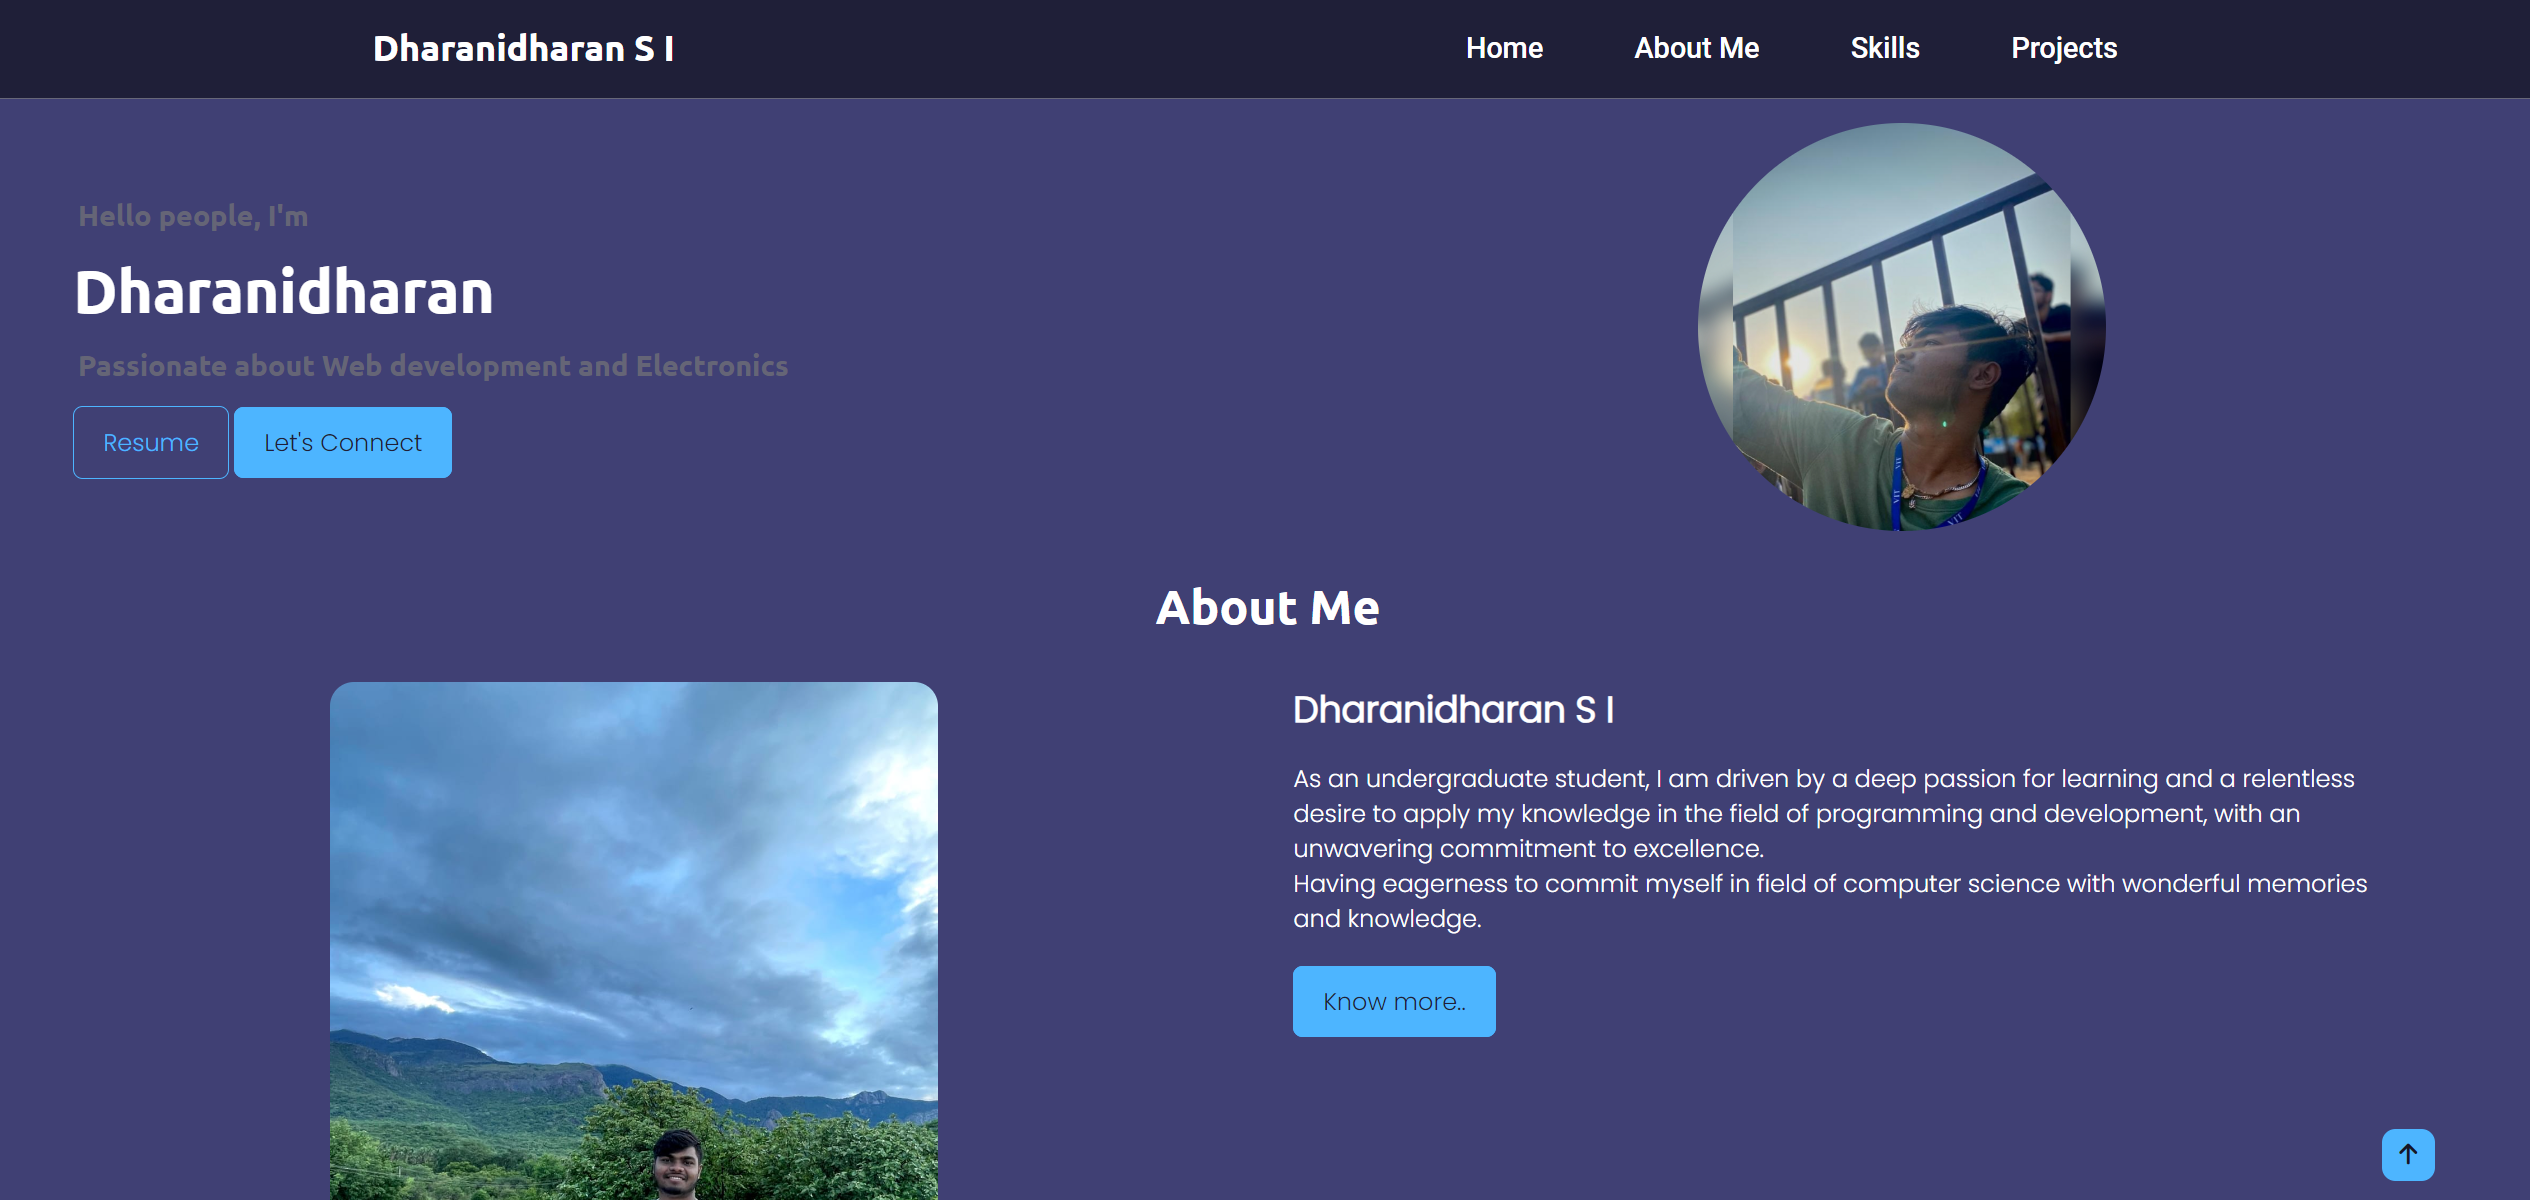 Dharanidharan S I
Home About Me Skills Projects
Hello people, I'm
Dharanidharan
Passionate about Web development and Electronics
Resume Let's Connect
VIT
VIT
About Me
Dharanidharan S I
As an undergraduate student, I am driven by a deep passion for learning and a relentless
desire to apply my knowledge in the field of programming and development, with an
unwavering commitment to excellence.
Having eagerness to commit myself in field of computer science with wonderful memories
and knowledge.
Know more..